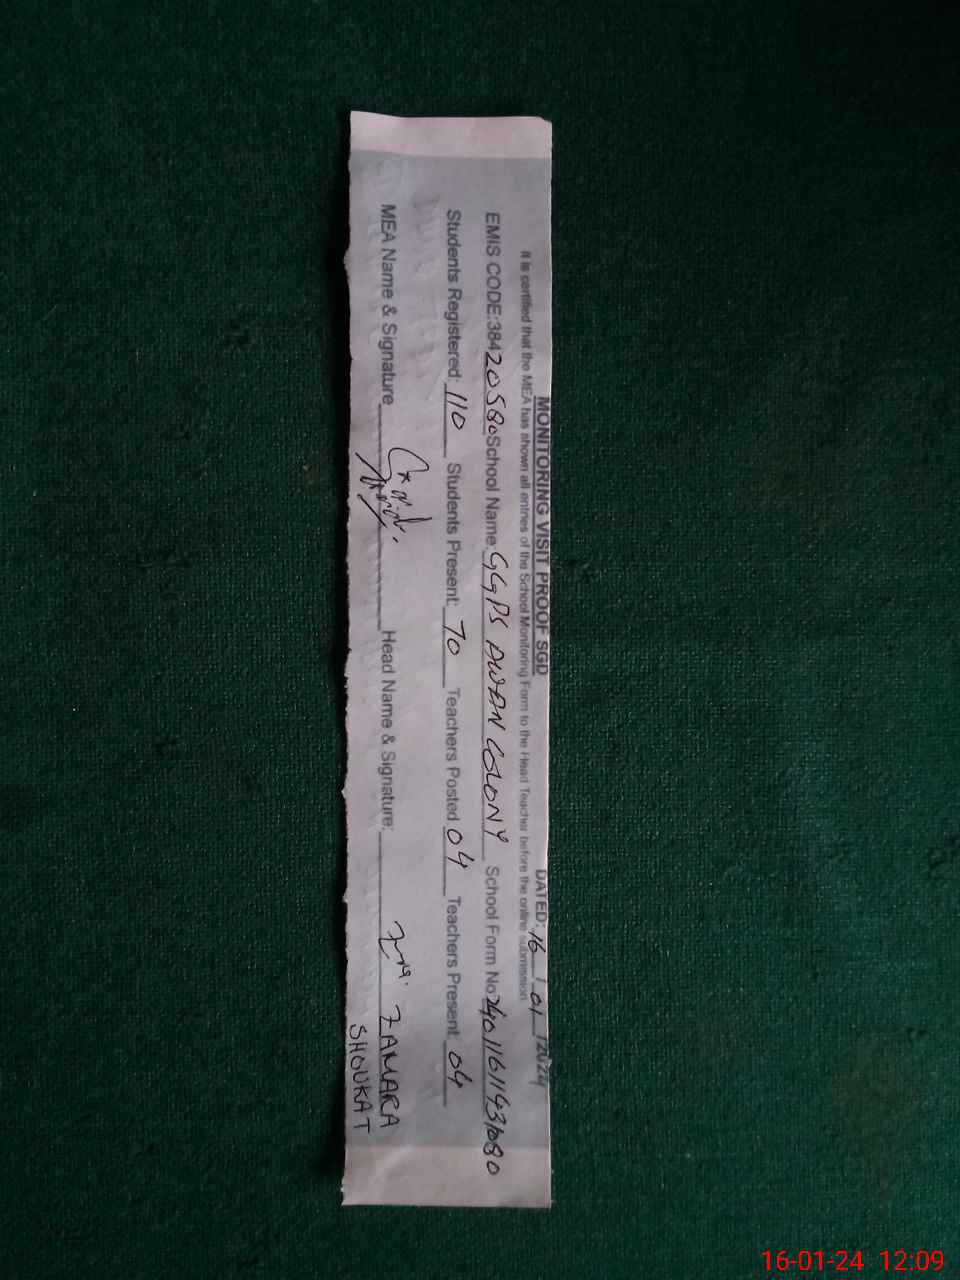 MONITORING VISIT PROOF SGD DATED: 16 / 01 / 2024
It is certified that the MEA has shown all entries of the School Monitoring Form to the Head Teacher before the online submission
EMIS CODE:38420580 School Name: GGPS AWAN COLONY School Form No
Students Registered: 110 Students Present: 70 Teachers Posted 04 Teachers Present: 04
MEA Name & Signature Head Name & Signature: ZAMARA
SHOUKAT
16-01-24 12:09